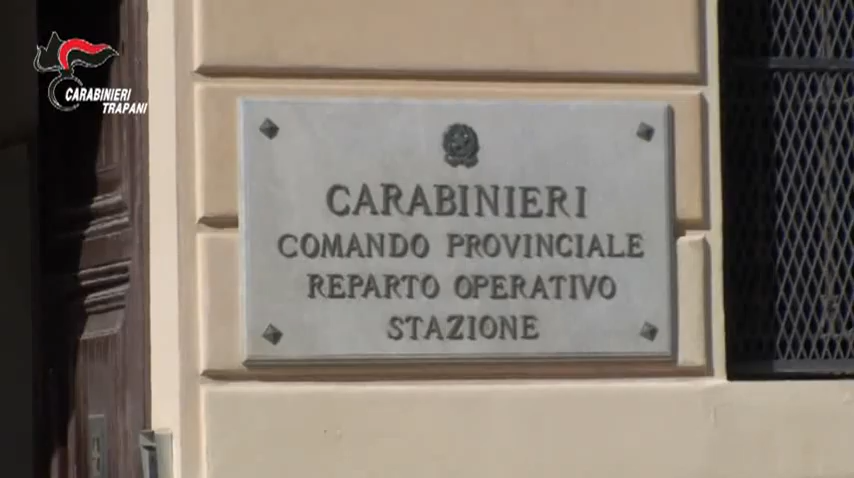 CARABINIERI
TRAPANI
CARABINIERI
COMANDO PROVINCIALE
REPARTO OPERATIVO
STAZIONE